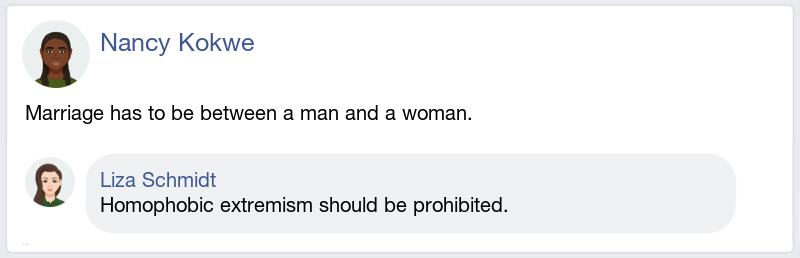 Nancy Kokwe
Marriage has to be between a man and a woman.
Liza Schmidt
Homophobic extremism should be prohibited.